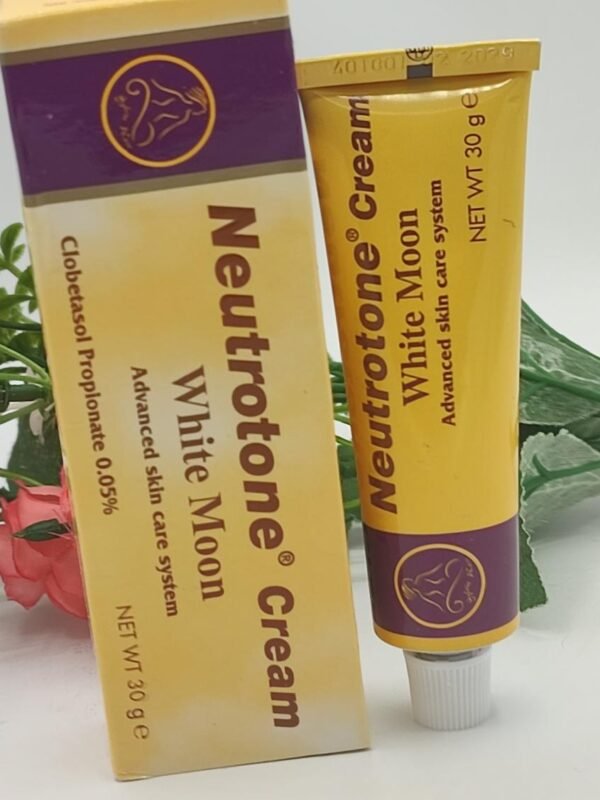 Neutrotone® Cream
White Moon
Advanced skin care system
Clobetasol Proplonate 0.05%
NET WT 30 g e
Neutrotone® Cream
White Moon
Advanced skin care system
NET WT 30 g e